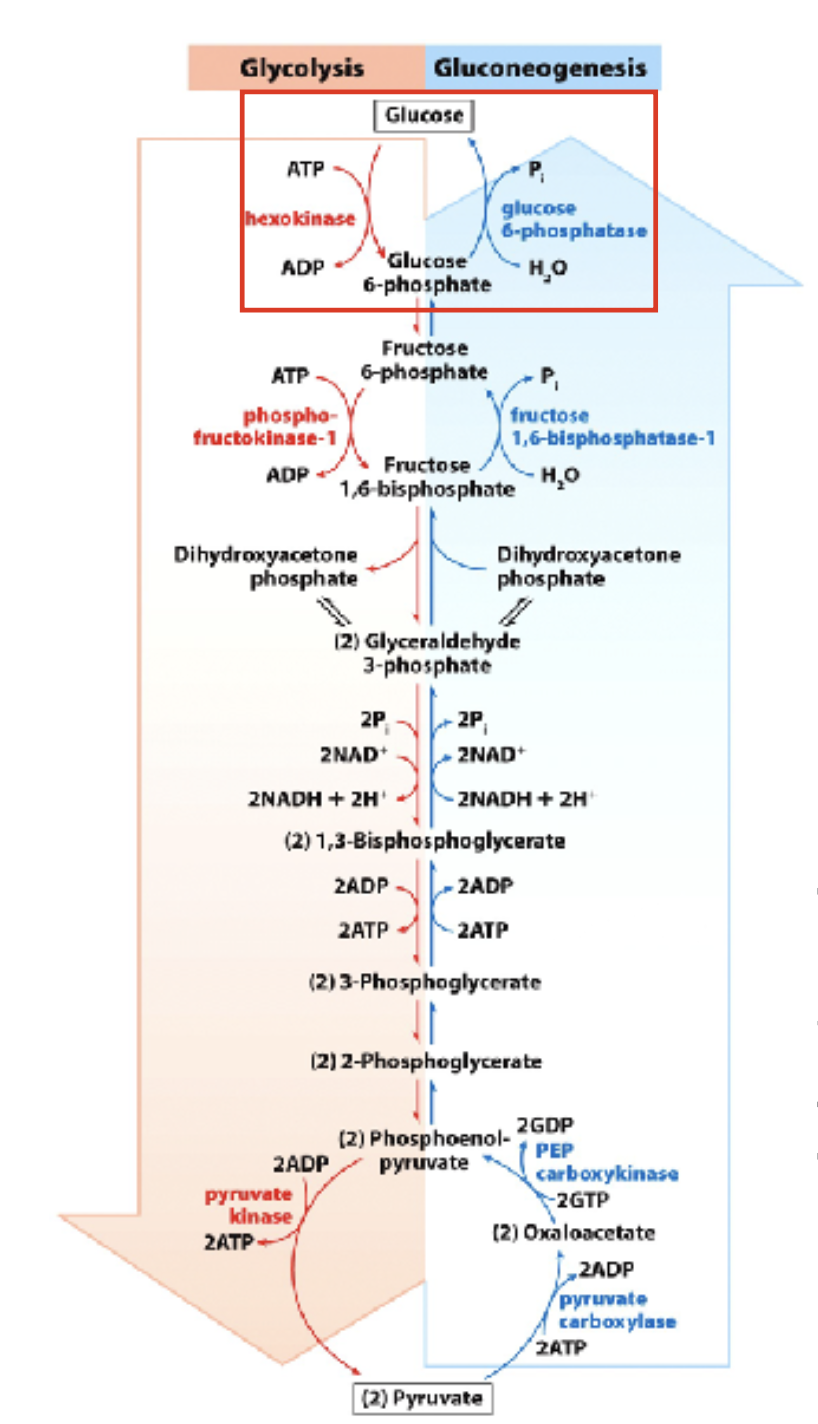 Glycolysis
Gluconeogenesis
Glucose
ATP
hexokinase
ADP
Pi
glucose
6-phosphatase
H2O
Glucose
6-phosphate
Fructose
6-phosphate
ATP
phospho-
fructokinase-1
ADP
Pi
fructose
1,6-bisphosphatase-1
H2O
Fructose
1,6-bisphosphate
Dihydroxyacetone
phosphate
Dihydroxyacetone
phosphate
(2) Glyceraldehyde
3-phosphate
2Pi
2NAD+
2NADH + 2H+
2Pi
2NAD+
2NADH + 2H+
(2) 1,3-Bisphosphoglycerate
2ADP
2ATP
2ADP
2ATP
(2) 3-Phosphoglycerate
(2) 2-Phosphoglycerate
(2) Phosphoenol-
pyruvate
2ADP
pyruvate
kinase
2ATP
2GDP
PEP
carboxykinase
2GTP
(2) Oxaloacetate
2ADP
pyruvate
carboxylase
2ATP
(2) Pyruvate